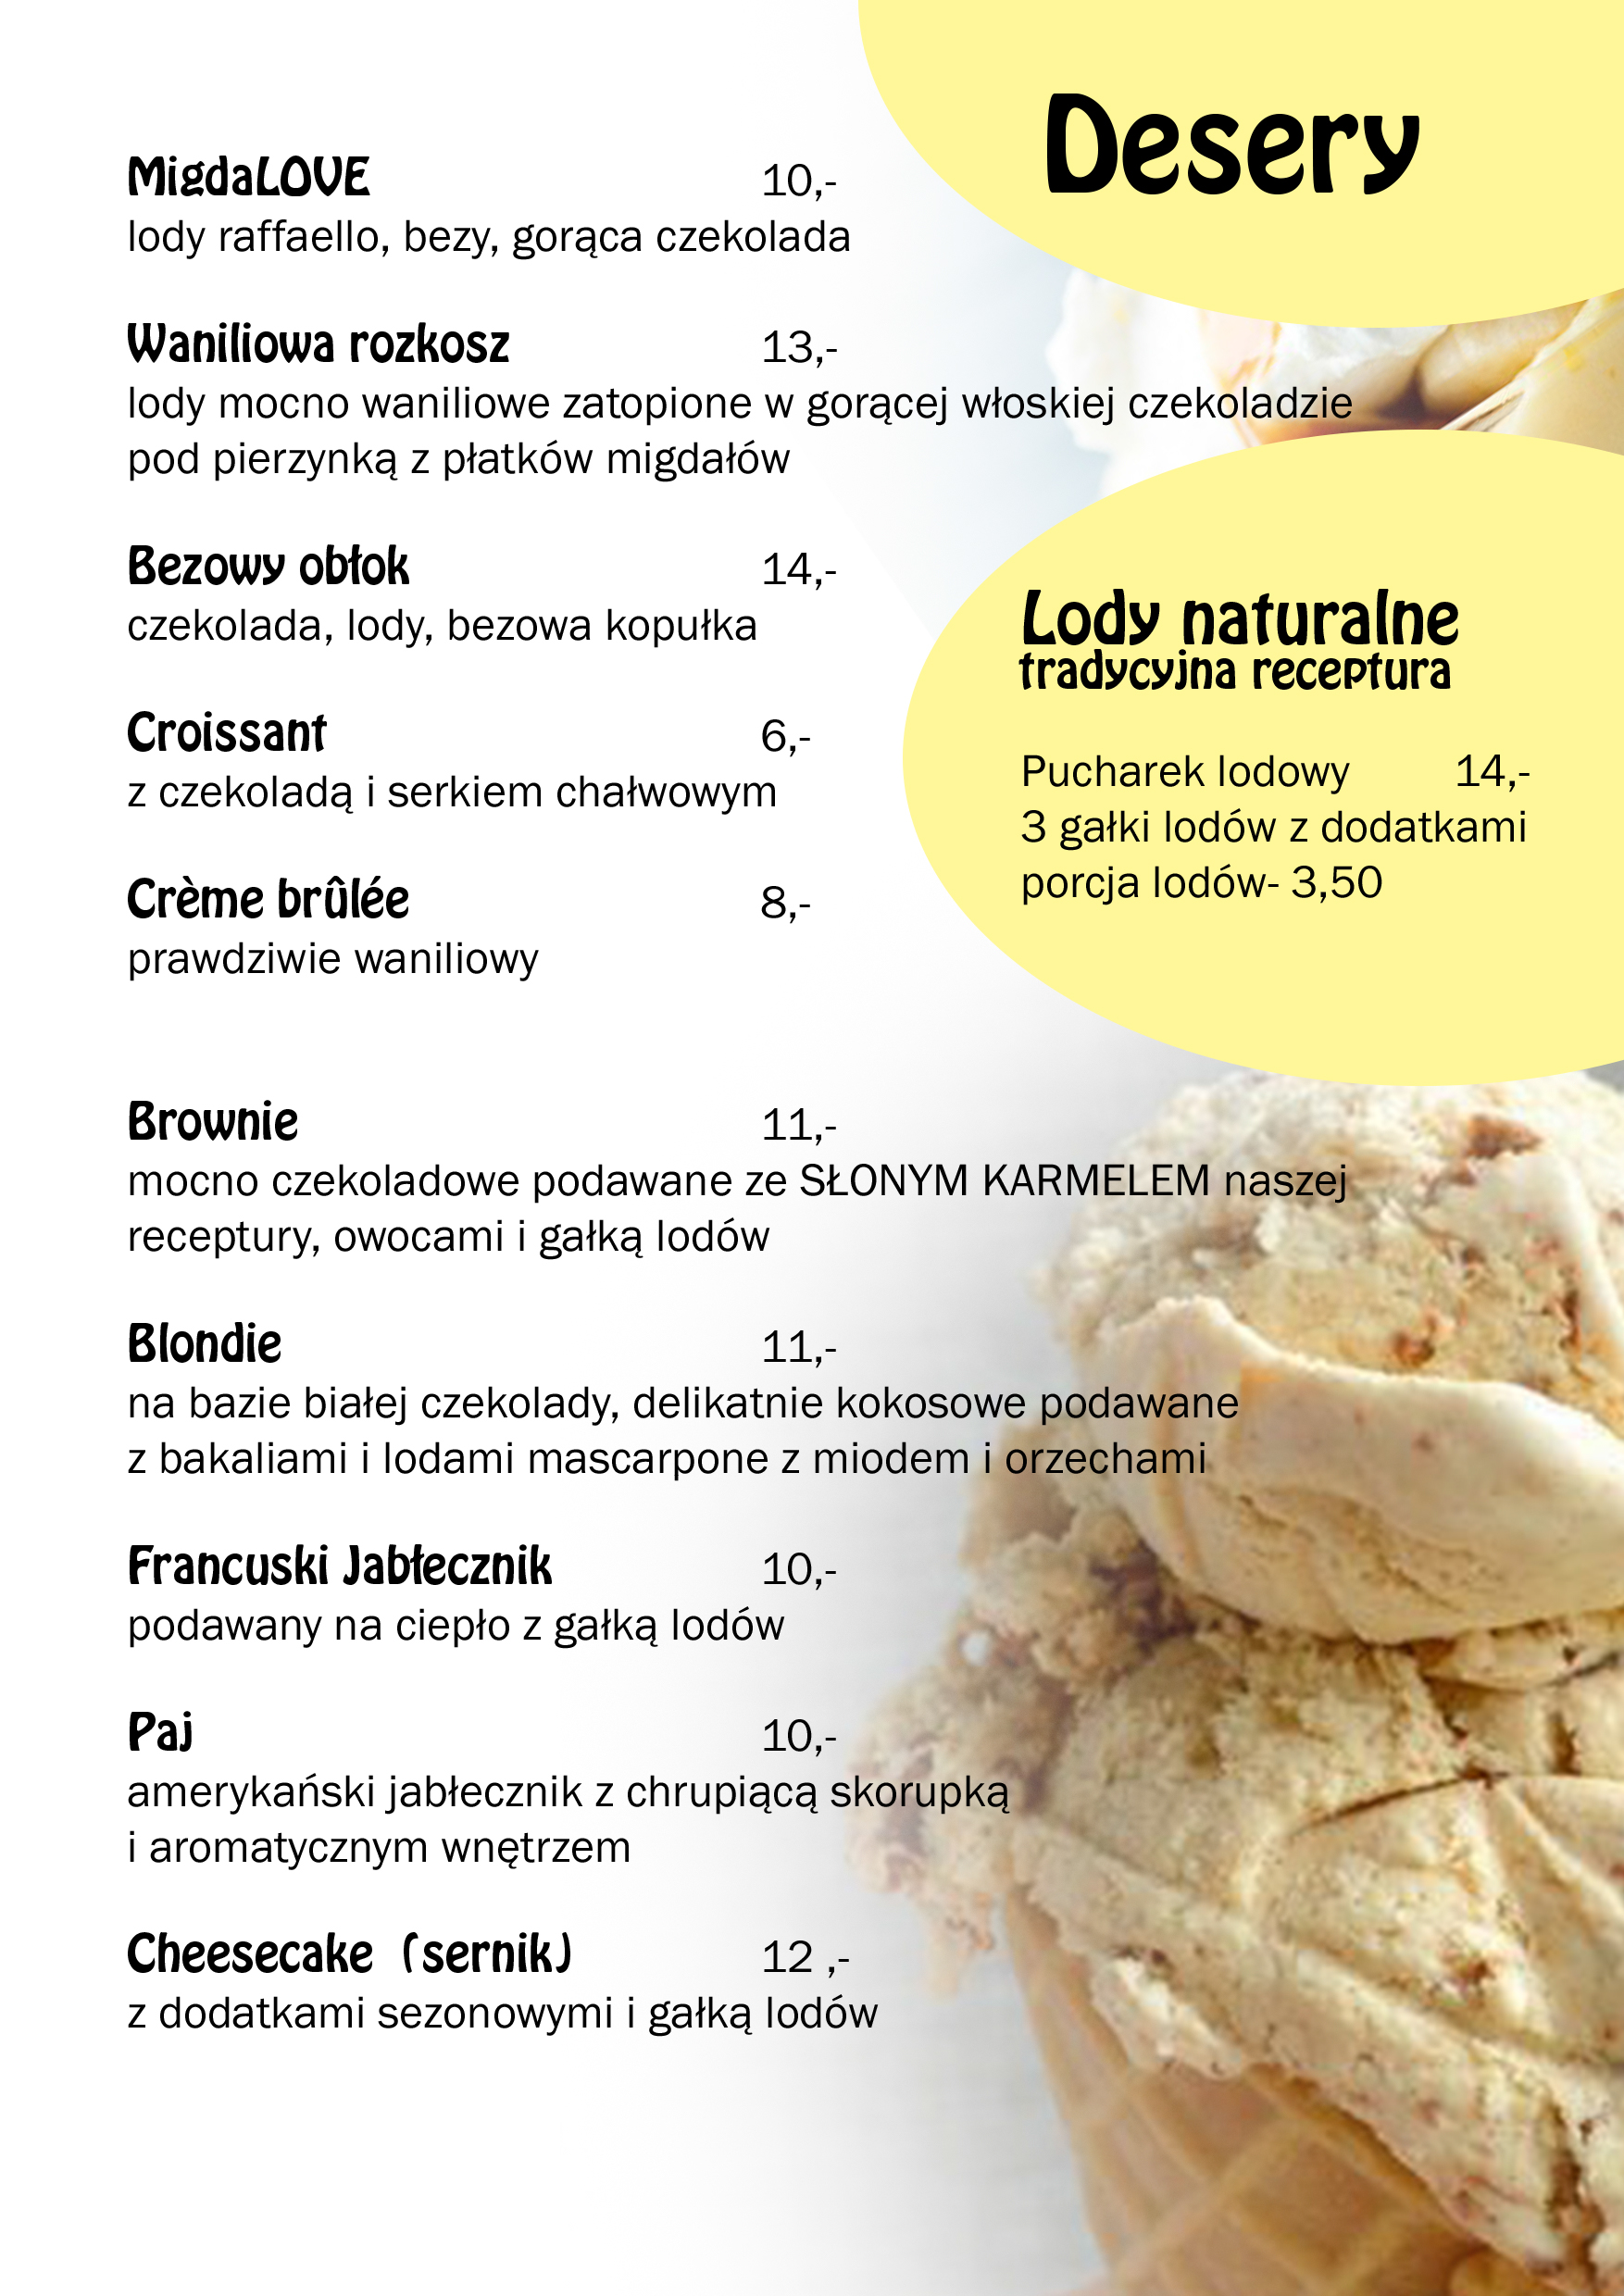 Desery
MigdaLOVE 10,-
lody raffaello, bezy, gorąca czekolada
Waniliowa rozkosz 13,-
lody mocno waniliowe zatopione w gorącej włoskiej czekoladzie
pod pierzynką z płatków migdałów
Bezowy obłok 14,-
czekolada, lody, bezowa kopułka
Croissant 6,-
z czekoladą i serkiem chałwowym
Crème brûlée 8,-
prawdziwie waniliowy
Lody naturalne
tradycyjna receptura
Pucharek lodowy 14,-
3 gałki lodów z dodatkami
porcja lodów- 3,50
Brownie 11,-
mocno czekoladowe podawane ze SŁONYM KARMELEM naszej
receptury, owocami i gałką lodów
Blondie 11,-
na bazie białej czekolady, delikatnie kokosowe podawane
z bakaliami i lodami mascarpone z miodem i orzechami
Francuski Jabłecznik 10,-
podawany na ciepło z gałką lodów
Paj 10,-
amerykański jabłecznik z chrupiącą skorupką
i aromatycznym wnętrzem
Cheesecake (sernik) 12 ,-
z dodatkami sezonowymi i gałką lodów